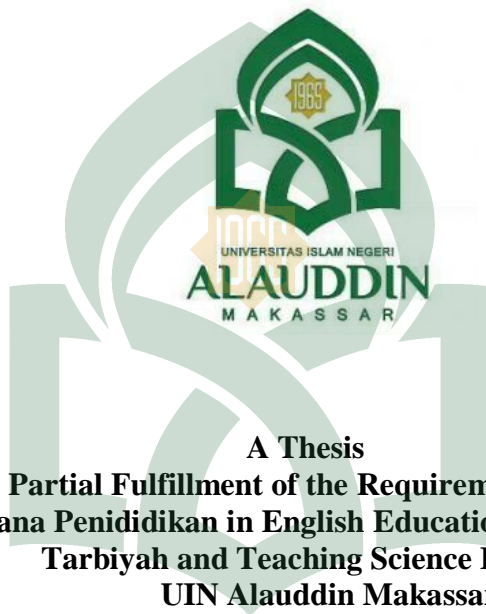 1965
UNIVERSITAS ISLAM NEGERI
ALAUDDIN
MAKASSAR
A Thesis
Partial Fulfillment of the Requirem
ana Penididikan in English Educatio
Tarbiyah and Teaching Science
UIN Alauddin Makassar